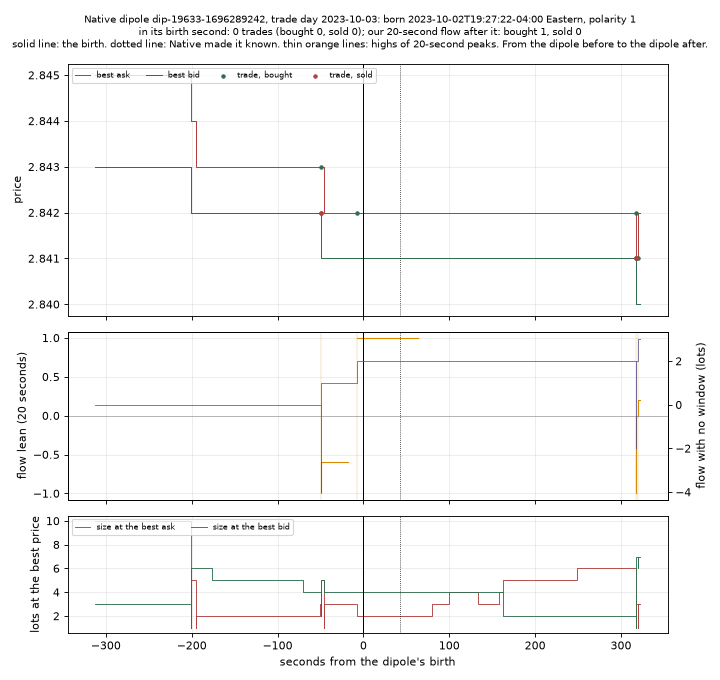 Native dipole dip-19633-1696289242, trade day 2023-10-03: born 2023-10-02T19:27:22-04:00 Eastern, polarity 1
in its birth second: 0 trades (bought 0, sold 0); our 20-second flow after it: bought 1, sold 0
solid line: the birth. dotted line: Native made it known. thin orange lines: highs of 20-second peaks. From the dipole before to the dipole after.
best ask best bid trade, bought trade, sold
2.845
2.844
2.843
2.842
2.841
2.840
price
1.0
0.5
0.0
−0.5
−1.0
flow lean (20 seconds)
2
0
−2
−4
flow with no window (lots)
size at the best ask size at the best bid
10
8
6
4
2
lots at the best price
−300 −200 −100 0 100 200 300
seconds from the dipole's birth